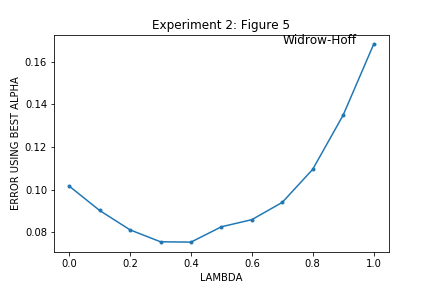 Experiment 2: Figure 5
Widrow-Hoff
ERROR USING BEST ALPHA
0.16
0.14
0.12
0.10
0.08
0.0 0.2 0.4 0.6 0.8 1.0
LAMBDA